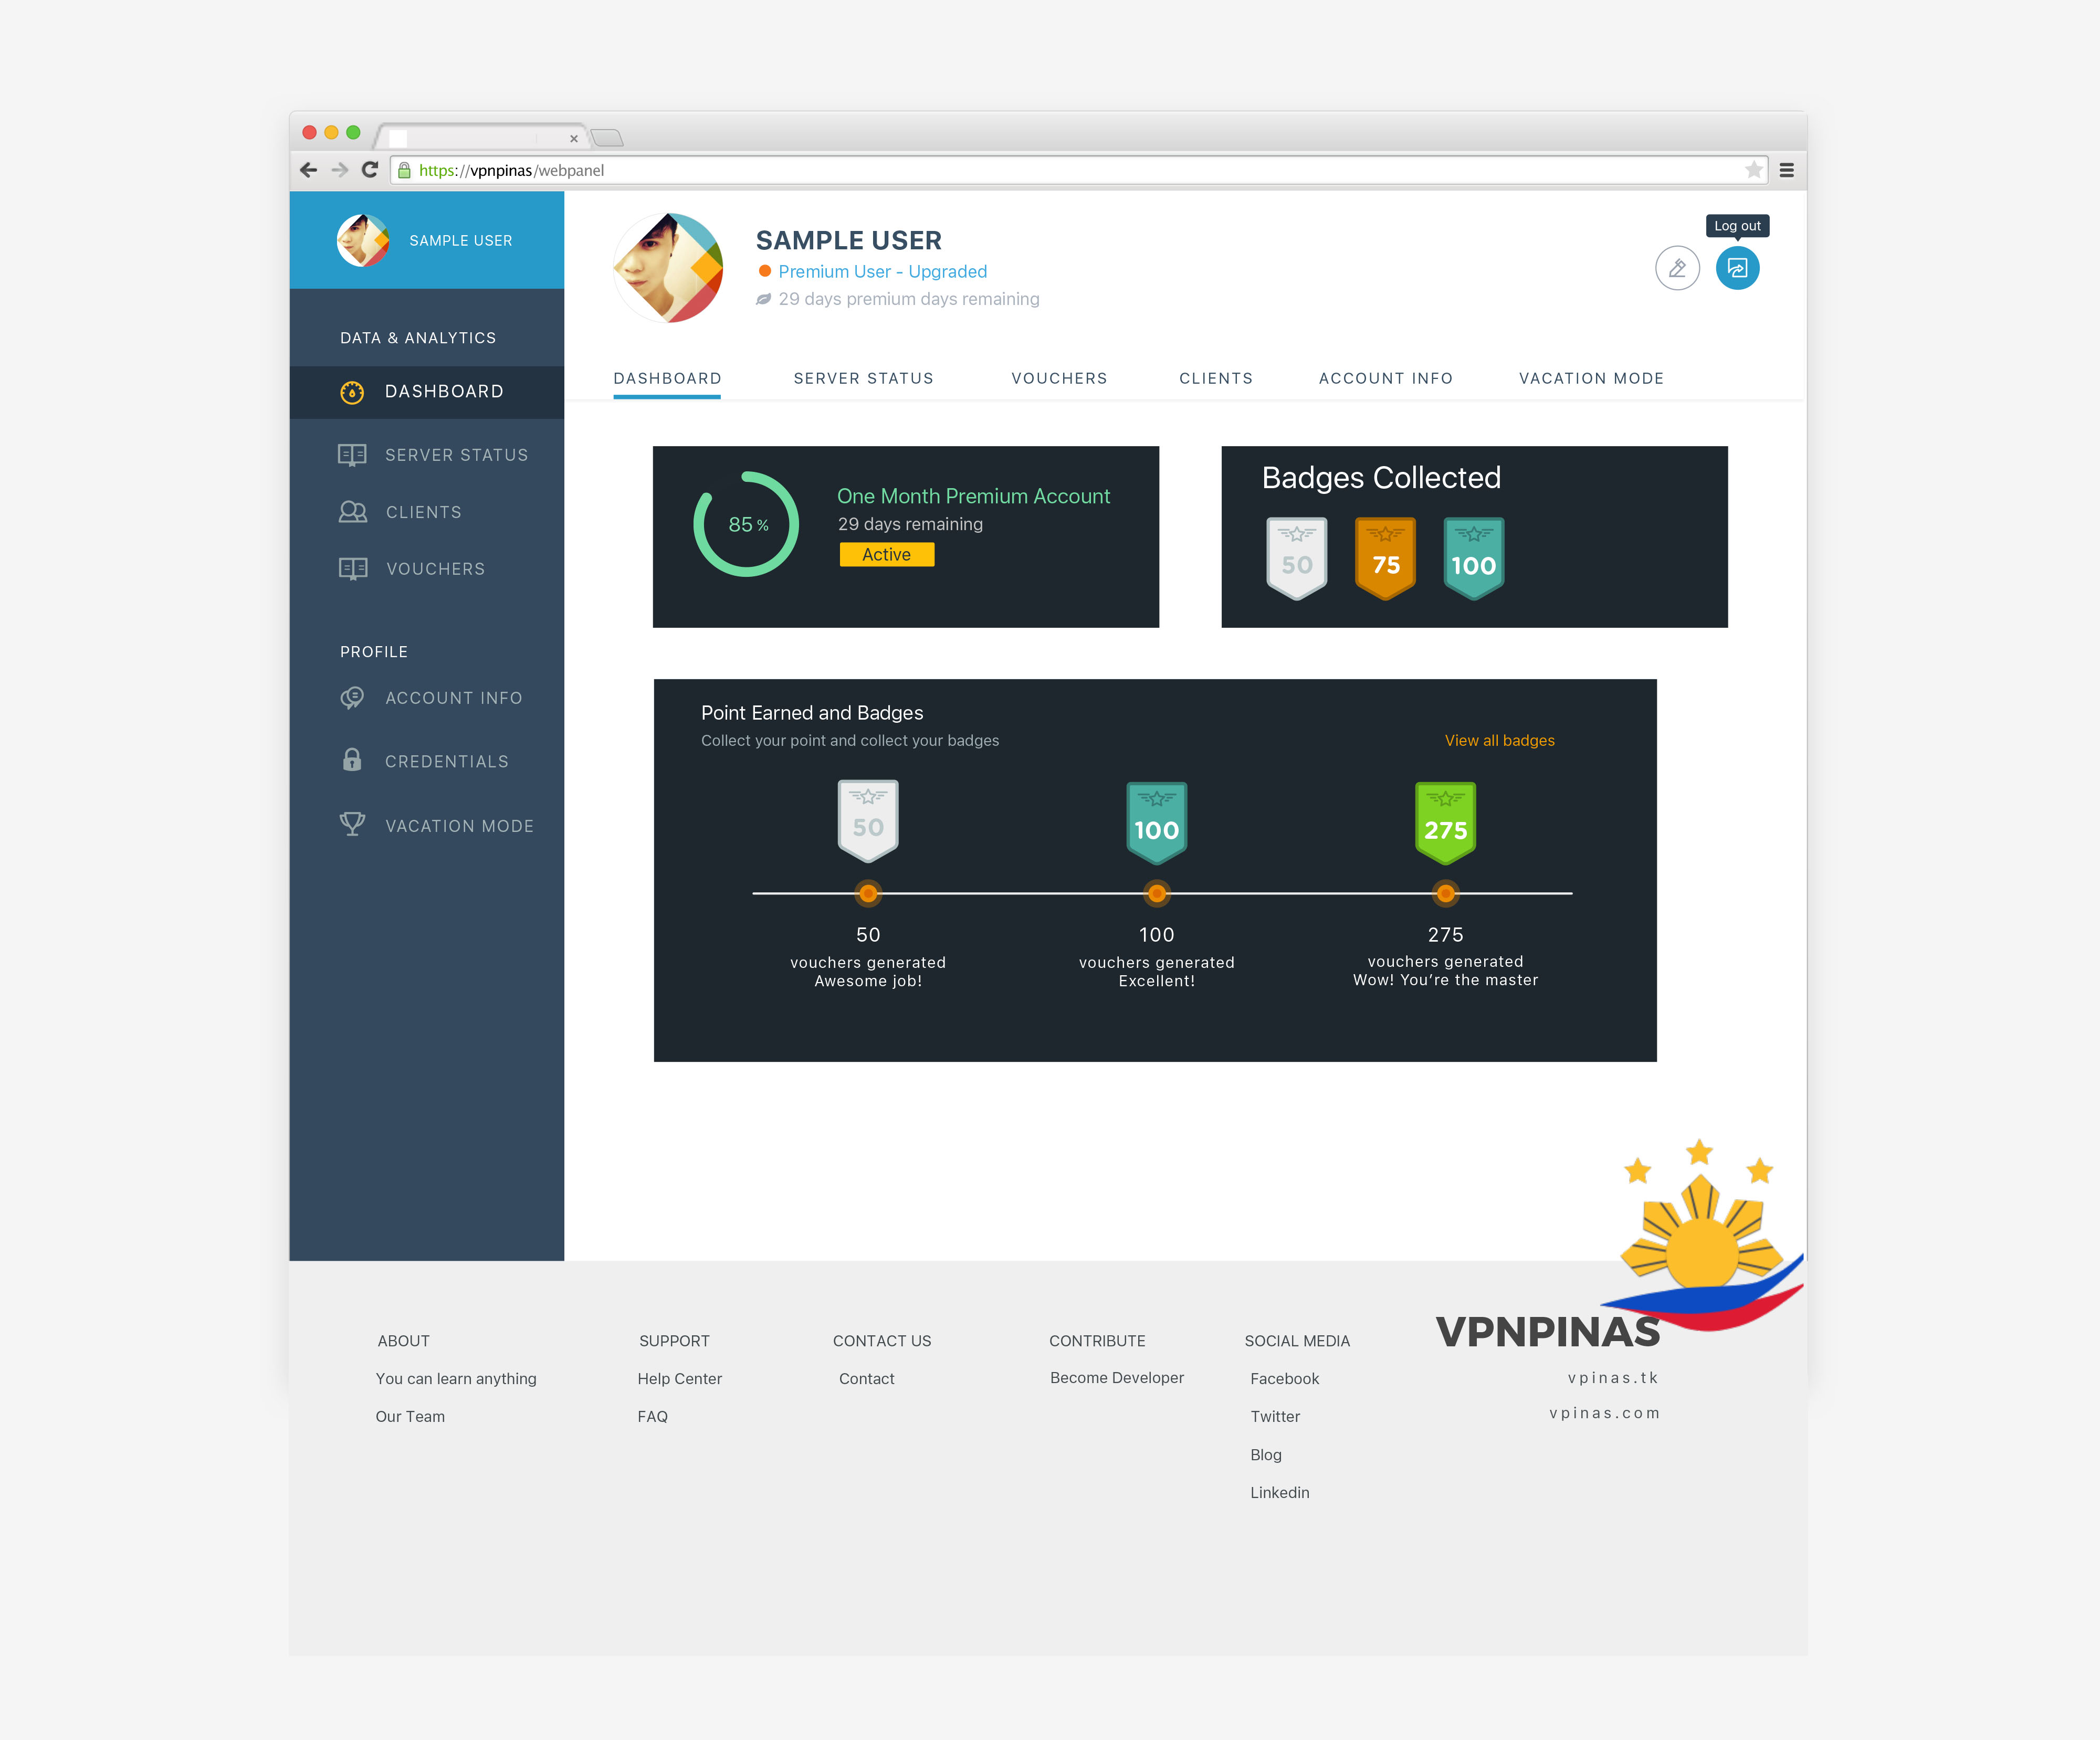 https://vpnpinas/webpanel
SAMPLE USER
DATA & ANALYTICS
DASHBOARD
SERVER STATUS
CLIENTS
VOUCHERS
PROFILE
ACCOUNT INFO
CREDENTIALS
VACATION MODE
SAMPLE USER
Premium User - Upgraded
29 days premium days remaining
Log out
DASHBOARD SERVER STATUS VOUCHERS CLIENTS ACCOUNT INFO VACATION MODE
85 %
One Month Premium Account
29 days remaining
Active
Badges Collected
50 75 100
Point Earned and Badges
Collect your point and collect your badges
View all badges
50
100
275
50
vouchers generated
Awesome job!
100
vouchers generated
Excellent!
275
vouchers generated
Wow! You're the master
ABOUT
You can learn anything
Our Team
SUPPORT
Help Center
FAQ
CONTACT US
Contact
CONTRIBUTE
Become Developer
SOCIAL MEDIA
Facebook
Twitter
Blog
Linkedin
VPNPINAS
vpinas.tk
vpinas.com